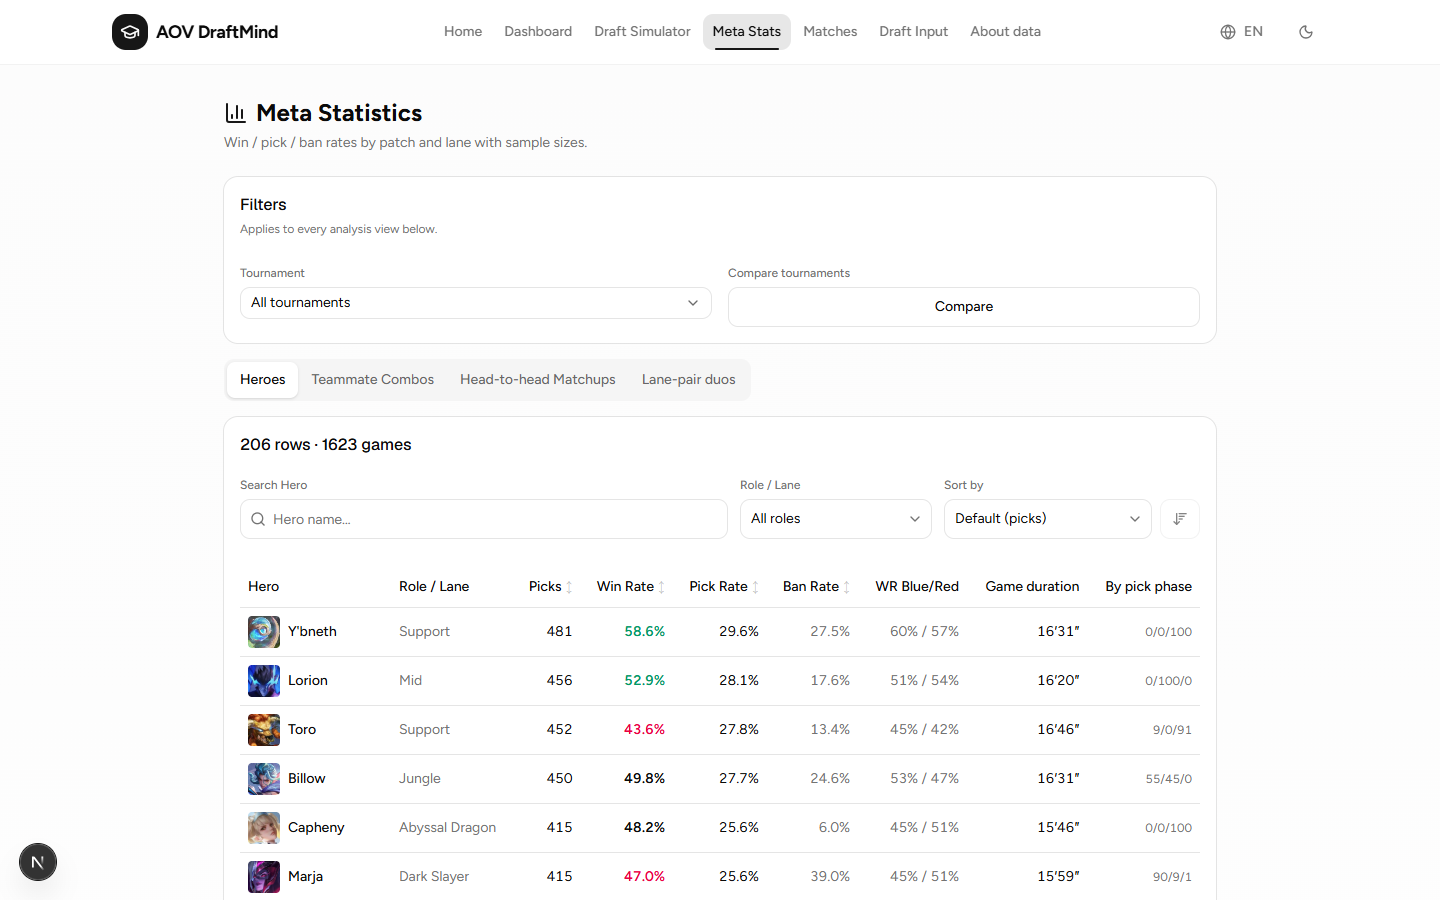 AOV DraftMind
Home Dashboard Draft Simulator Meta Stats Matches Draft Input About data EN
Meta Statistics
Win / pick / ban rates by patch and lane with sample sizes.
Filters
Applies to every analysis view below.
Tournament Compare tournaments
All tournaments Compare
Heroes Teammate Combos Head-to-head Matchups Lane-pair duos
206 rows · 1623 games
Search Hero Role / Lane Sort by
Hero name... All roles Default (picks)
Hero Role / Lane Picks Win Rate Pick Rate Ban Rate WR Blue/Red Game duration By pick phase
Y'bneth Support 481 58.6% 29.6% 27.5% 60% / 57% 16′31″ 0/0/100
Lorion Mid 456 52.9% 28.1% 17.6% 51% / 54% 16′20″ 0/100/0
Toro Support 452 43.6% 27.8% 13.4% 45% / 42% 16′46″ 9/0/91
Billow Jungle 450 49.8% 27.7% 24.6% 53% / 47% 16′31″ 55/45/0
Capheny Abyssal Dragon 415 48.2% 25.6% 6.0% 45% / 51% 15′46″ 0/0/100
Marja Dark Slayer 415 47.0% 25.6% 39.0% 45% / 51% 15′59″ 90/9/1
N